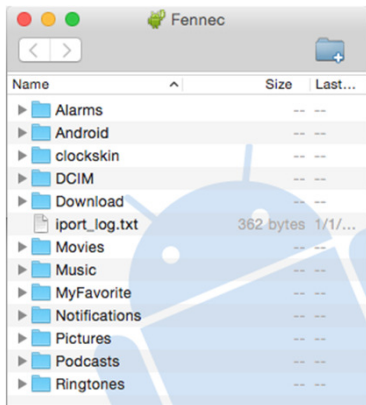 Fennec
Name Size Last...
Alarms -- --
Android -- --
clockskin -- --
DCIM -- --
Download -- --
iport_log.txt 362 bytes 1/1/...
Movies -- --
Music -- --
MyFavorite -- --
Notifications -- --
Pictures -- --
Podcasts -- --
Ringtones -- --